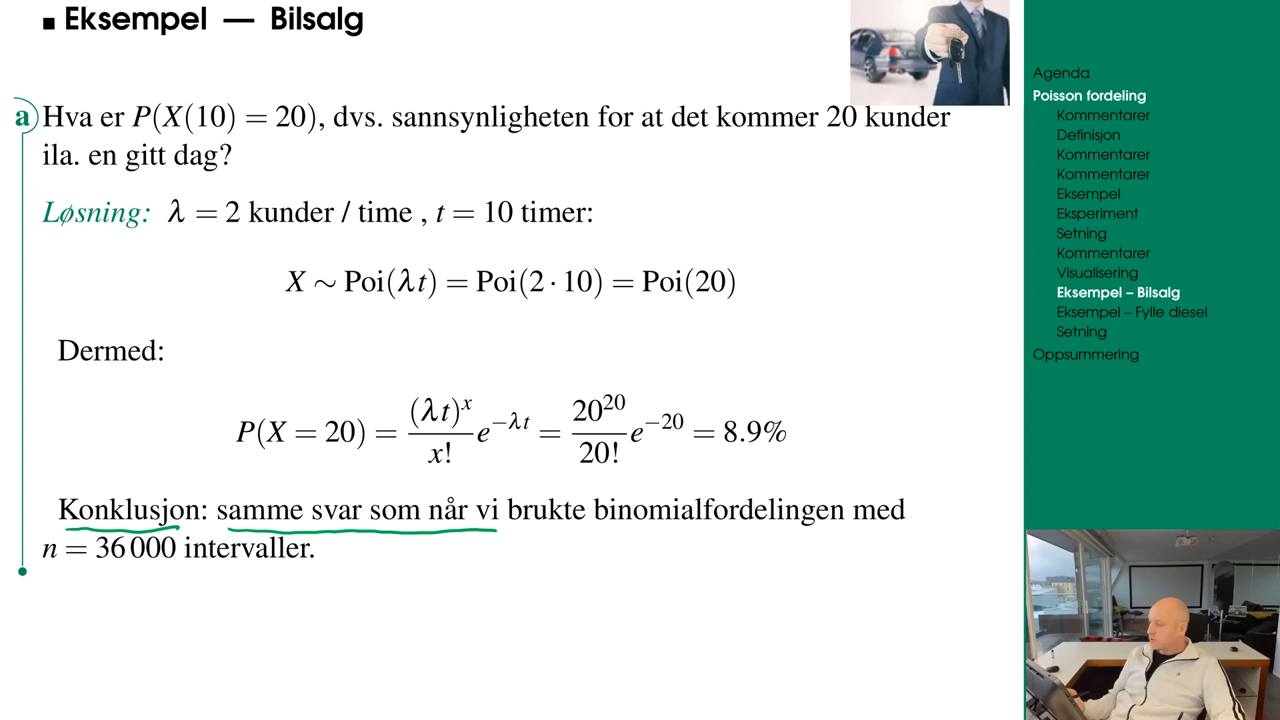 Eksempel — Bilsalg
a Hva er P(X(10) = 20), dvs. sannsynligheten for at det kommer 20 kunder
ila. en gitt dag?
Løsning: λ = 2 kunder / time , t = 10 timer:
X ∼ Poi(λt) = Poi(2 · 10) = Poi(20)
Dermed:
P(X = 20) = (λt)^x / x! e^{−λt} = 20^{20} / 20! e^{−20} = 8.9%
Konklusjon: samme svar som når vi brukte binomialfordelingen med
n = 36 000 intervaller.
Agenda
Poisson fordeling
Kommentarer
Definisjon
Kommentarer
Kommentarer
Eksempel
Eksperiment
Setning
Kommentarer
Visualisering
Eksempel – Bilsalg
Eksempel – Fylle diesel
Setning
Oppsummering